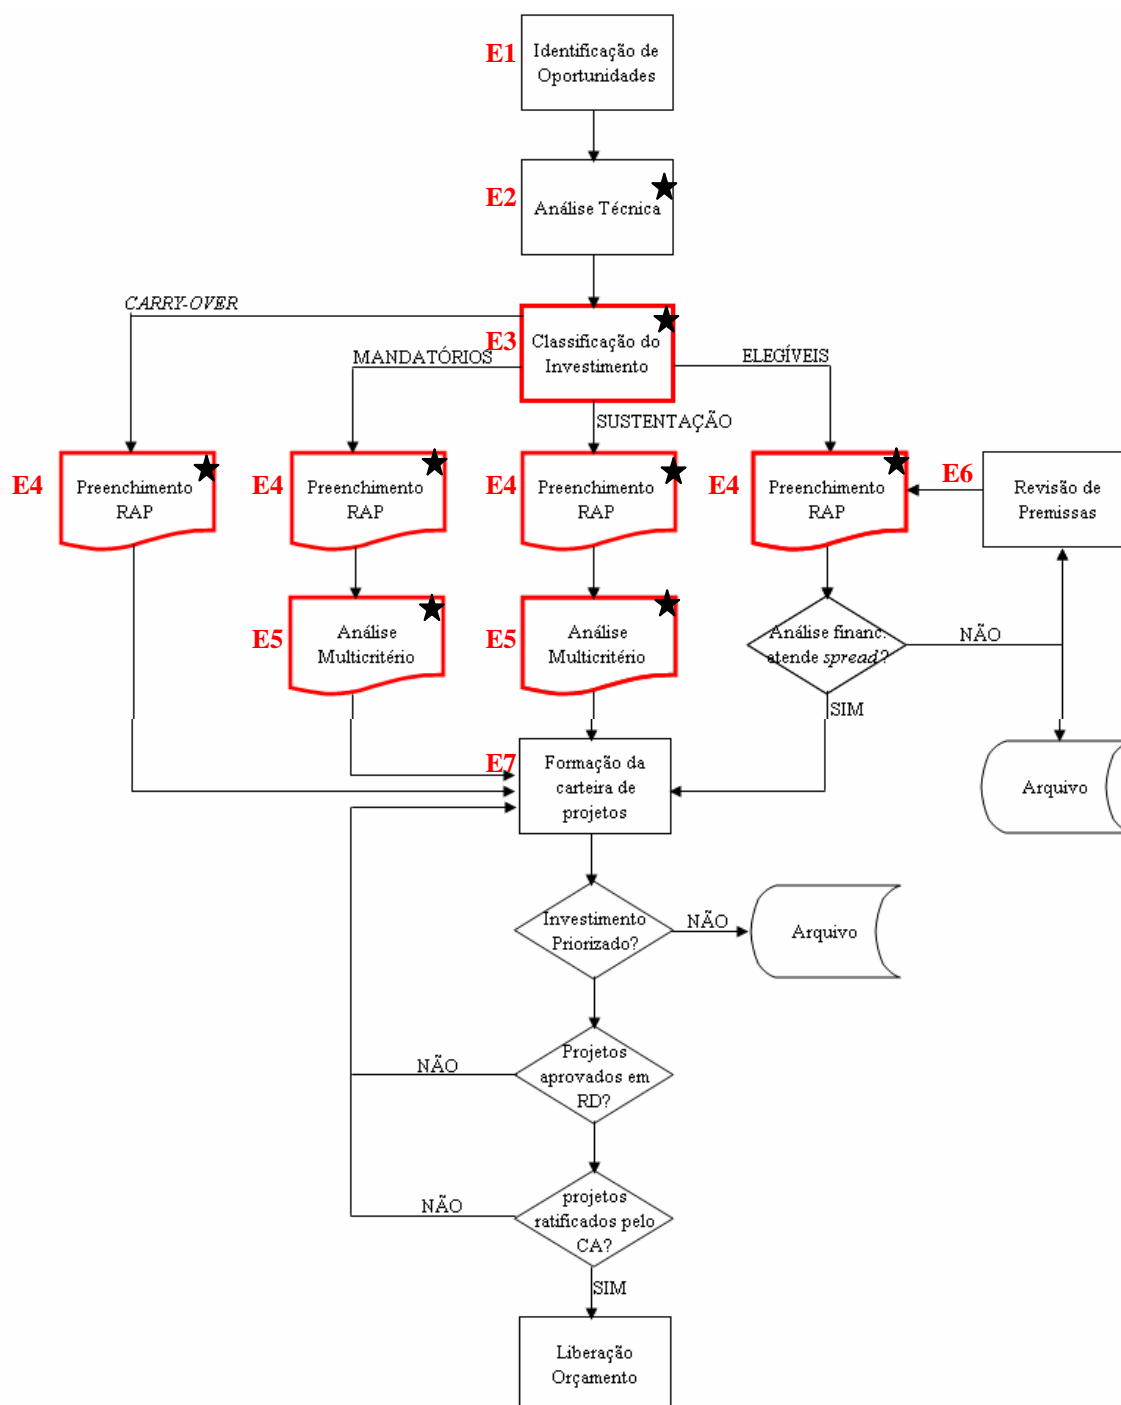 E1
Identificação de
Oportunidades
E2
Análise Técnica
CARRY-OVER
E3
Classificação do
Investimento
MANDATÓRIOS
ELEGÍVEIS
SUSTENTAÇÃO
E4
Preenchimento
RAP
E4
Preenchimento
RAP
E4
Preenchimento
RAP
E4
Preenchimento
RAP
E6
Revisão de
Premissas
E5
Análise
Multicritério
E5
Análise
Multicritério
Análise financ.
atende spread?
NÃO
SIM
E7
Formação da
carteira de
projetos
Arquivo
Investimento
Priorizado?
NÃO
Arquivo
Projetos
aprovados em
RD?
NÃO
projetos
ratificados pelo
CA?
NÃO
SIM
Liberação
Orçamento